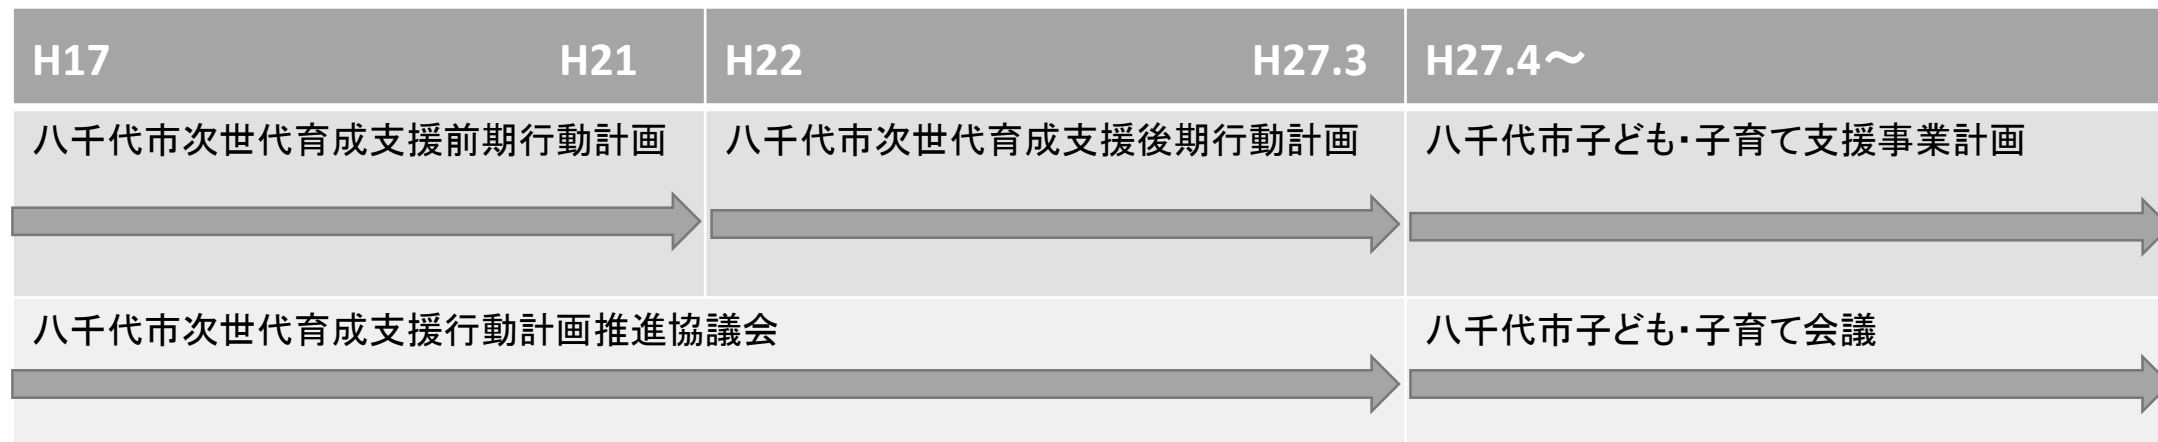 H17 H21 H22 H27.3 H27.4～
八千代市次世代育成支援前期行動計画 八千代市次世代育成支援後期行動計画 八千代市子ども・子育て支援事業計画
八千代市次世代育成支援行動計画推進協議会 八千代市子ども・子育て会議